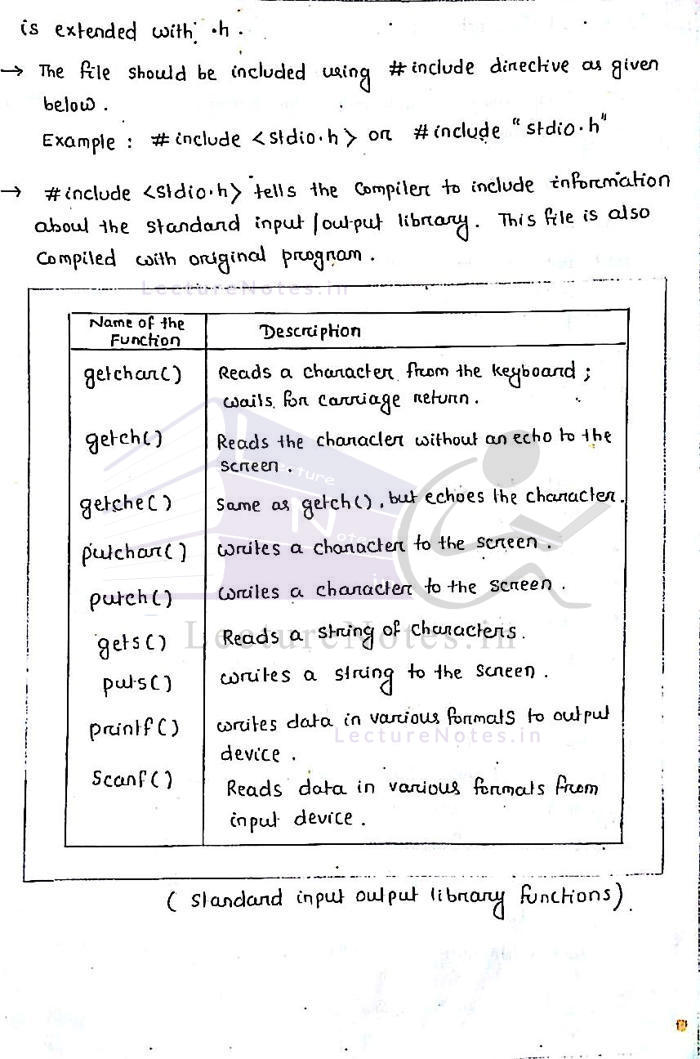 is extended with .h.
→ The file should be included using #include directive as given
below.
Example : #include <stdio.h> or #include "stdio.h"
→ #include <stdio.h> tells the compiler to include information
about the standard input/output library. This file is also
compiled with original program.
LectureNotes.in
Name of the Function | Description
getchar() | Reads a character from the keyboard;
waits for carriage return.
getch() | Reads the character without an echo to the
screen.
getche() | Same as getch(), but echoes the character.
putchar() | writes a character to the screen.
putch() | writes a character to the screen.
gets() | Reads a string of characters.
LectureNotes.in
puts() | writes a string to the screen.
printf() | writes data in various formats to output
device.
LectureNotes.in
Scanf() | Reads data in various formats from
input device.
(standard input output library functions)